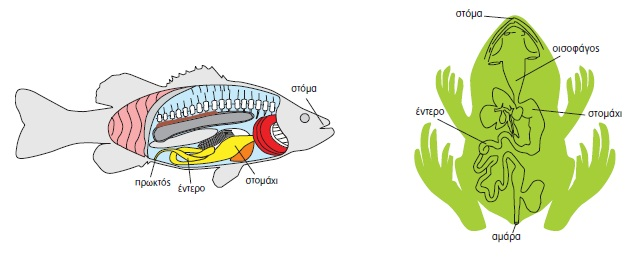 στόμα
στομάχι
έντερο
πρωκτός
στόμα
οισοφάγος
στομάχι
έντερο
αμάρα